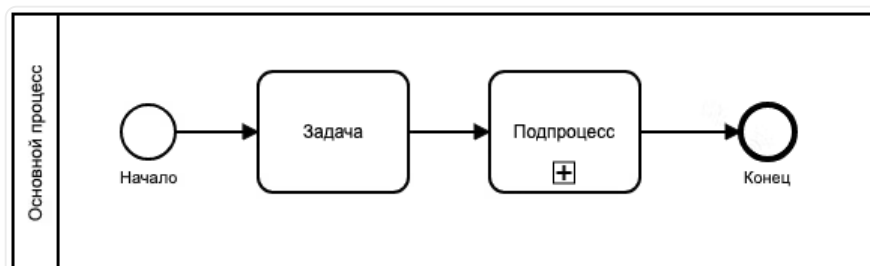 Основной процесс
Начало
Задача
Подпроцесс
Конец